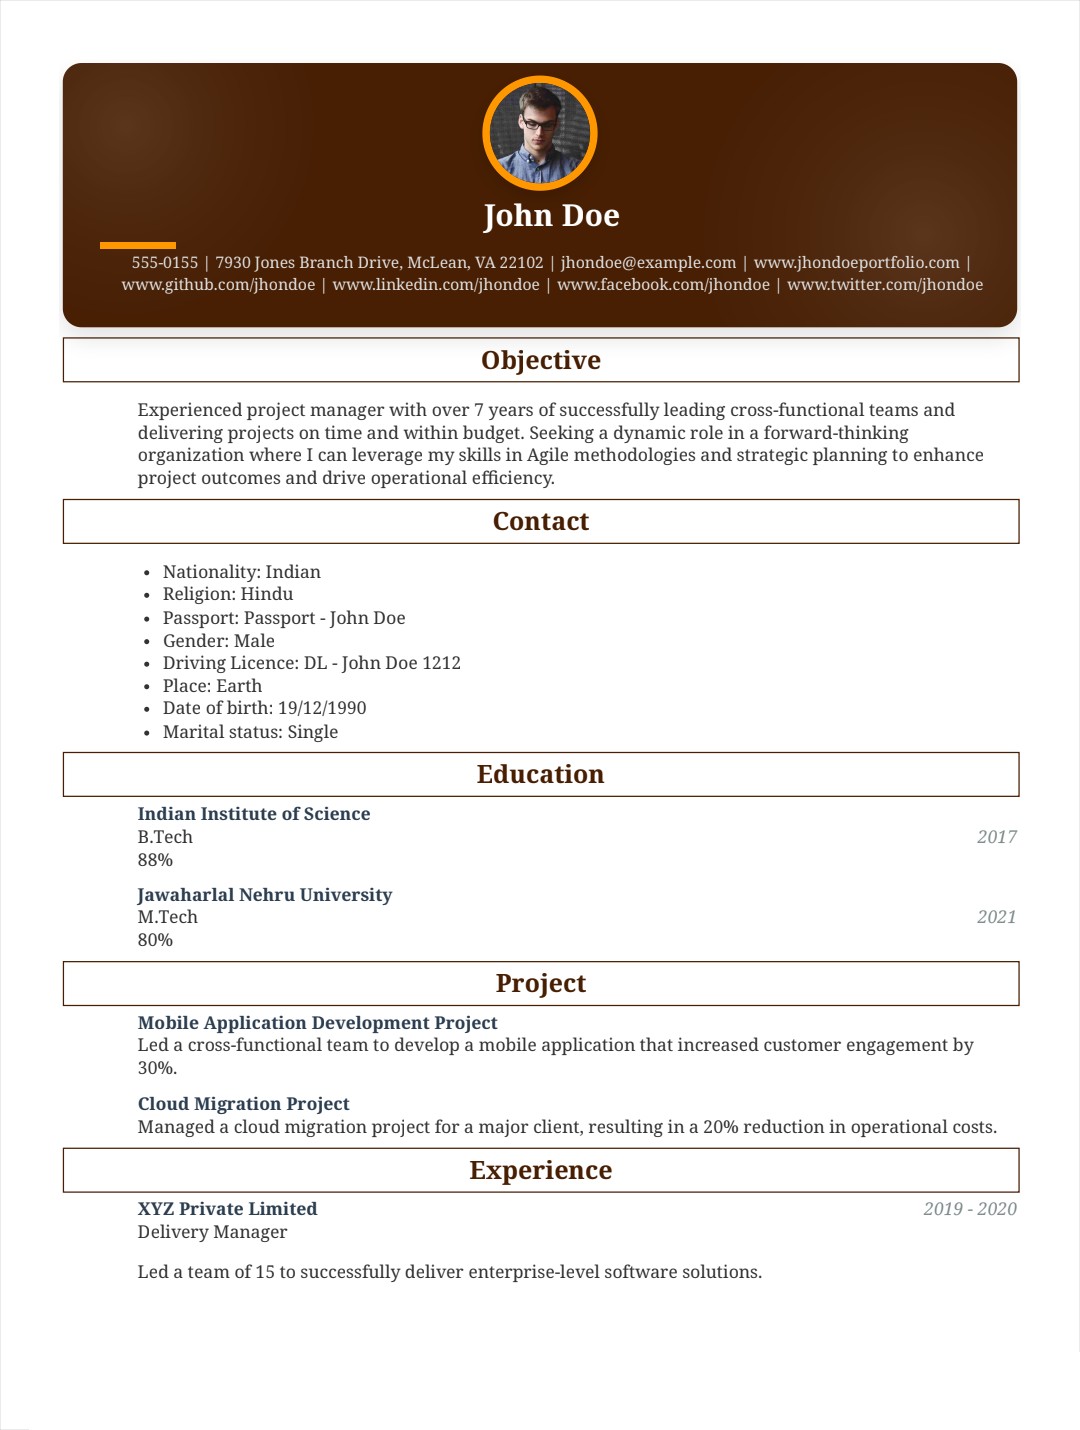 John Doe
555-0155 | 7930 Jones Branch Drive, McLean, VA 22102 | jhondoe@example.com | www.jhondoeportfolio.com |
www.github.com/jhondoe | www.linkedin.com/jhondoe | www.facebook.com/jhondoe | www.twitter.com/jhondoe
Objective
Experienced project manager with over 7 years of successfully leading cross-functional teams and
delivering projects on time and within budget. Seeking a dynamic role in a forward-thinking
organization where I can leverage my skills in Agile methodologies and strategic planning to enhance
project outcomes and drive operational efficiency.
Contact
• Nationality: Indian
• Religion: Hindu
• Passport: Passport - John Doe
• Gender: Male
• Driving Licence: DL - John Doe 1212
• Place: Earth
• Date of birth: 19/12/1990
• Marital status: Single
Education
Indian Institute of Science
B.Tech 2017
88%
Jawaharlal Nehru University
M.Tech 2021
80%
Project
Mobile Application Development Project
Led a cross-functional team to develop a mobile application that increased customer engagement by
30%.
Cloud Migration Project
Managed a cloud migration project for a major client, resulting in a 20% reduction in operational costs.
Experience
XYZ Private Limited 2019 - 2020
Delivery Manager
Led a team of 15 to successfully deliver enterprise-level software solutions.